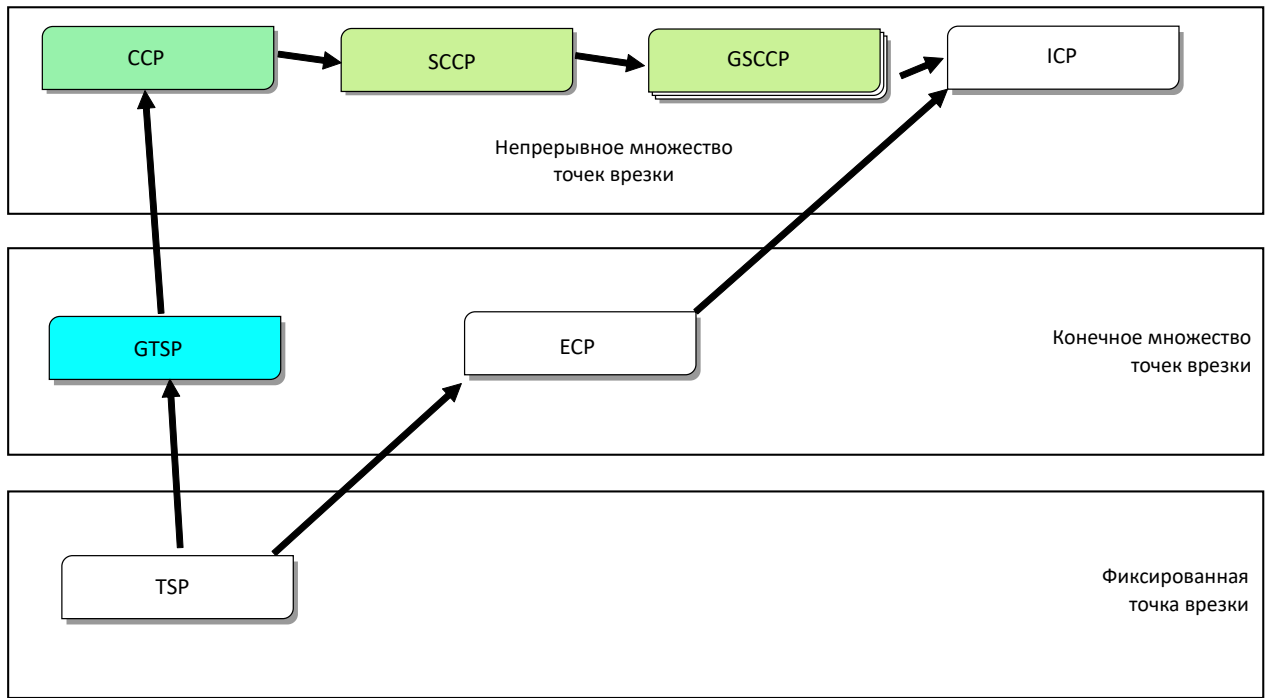 CCP
SCCP
GSCCP
ICP
Непрерывное множество
точек врезки
GTSP
ECP
Конечное множество
точек врезки
TSP
Фиксированная
точка врезки